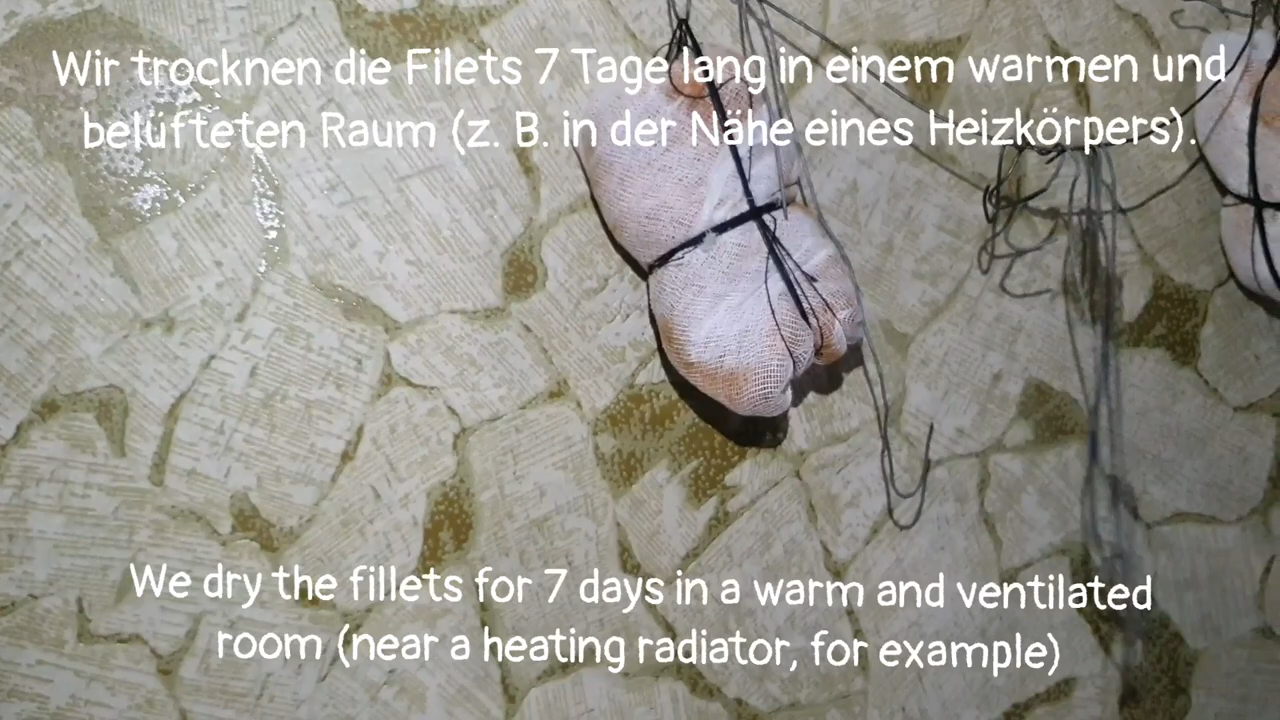 Wir trocknen die Filets 7 Tage lang in einem warmen und
belüfteten Raum (z. B. in der Nähe eines Heizkörpers).
We dry the fillets for 7 days in a warm and ventilated
room (near a heating radiator, for example)